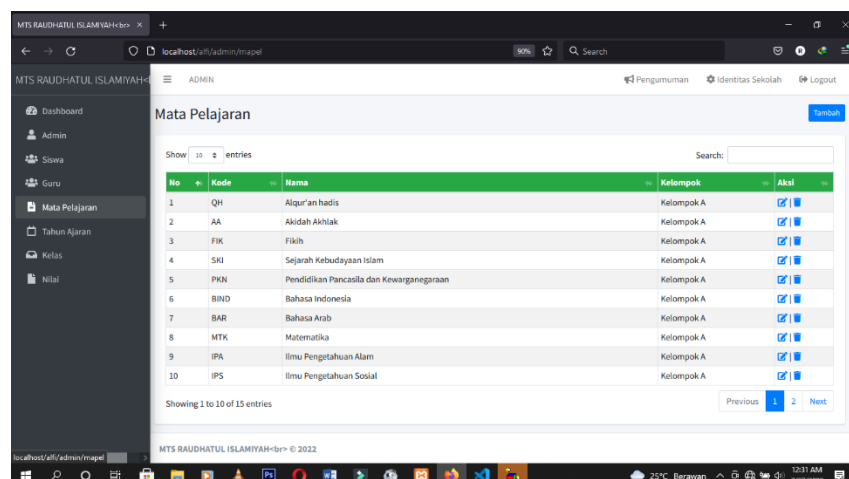 MTS RAUDHATUL ISLAMIYAH<br>
localhost/alfi/admin/mapel 90% Search
MTS RAUDHATUL ISLAMIYAH<l ADMIN Pengumuman Identitas Sekolah Logout
Dashboard
Admin
Siswa
Guru
Mata Pelajaran
Tahun Ajaran
Kelas
Nilai
Mata Pelajaran Tambah
Show 10 entries Search:
No Kode Nama Kelompok Aksi
1 QH Alqur'an hadis Kelompok A |
2 AA Akidah Akhlak Kelompok A |
3 FIK Fikih Kelompok A |
4 SKI Sejarah Kebudayaan Islam Kelompok A |
5 PKN Pendidikan Pancasila dan Kewarganegaraan Kelompok A |
6 BIND Bahasa Indonesia Kelompok A |
7 BAR Bahasa Arab Kelompok A |
8 MTK Matematika Kelompok A |
9 IPA Ilmu Pengetahuan Alam Kelompok A |
10 IPS Ilmu Pengetahuan Sosial Kelompok A |
Showing 1 to 10 of 15 entries Previous 1 2 Next
MTS RAUDHATUL ISLAMIYAH<br> © 2022
localhost/alfi/admin/mapel
Ps 25°C Berawan 12:31 AM